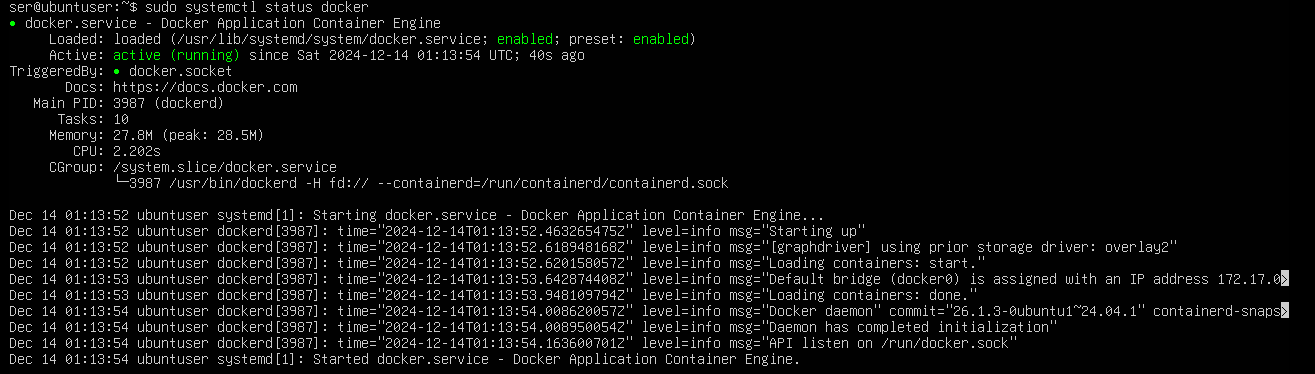 ser@ubuntuser:~$ sudo systemctl status docker
● docker.service - Docker Application Container Engine
     Loaded: loaded (/usr/lib/systemd/system/docker.service; enabled; preset: enabled)
     Active: active (running) since Sat 2024-12-14 01:13:54 UTC; 40s ago
TriggeredBy: ● docker.socket
       Docs: https://docs.docker.com
   Main PID: 3987 (dockerd)
      Tasks: 10
     Memory: 27.8M (peak: 28.5M)
        CPU: 2.202s
     CGroup: /system.slice/docker.service
             └─3987 /usr/bin/dockerd -H fd:// --containerd=/run/containerd/containerd.sock
Dec 14 01:13:52 ubuntuser systemd[1]: Starting docker.service - Docker Application Container Engine...
Dec 14 01:13:52 ubuntuser dockerd[3987]: time="2024-12-14T01:13:52.463265475Z" level=info msg="Starting up"
Dec 14 01:13:52 ubuntuser dockerd[3987]: time="2024-12-14T01:13:52.618948168Z" level=info msg="[graphdriver] using prior storage driver: overlay2"
Dec 14 01:13:52 ubuntuser dockerd[3987]: time="2024-12-14T01:13:52.620158057Z" level=info msg="Loading containers: start."
Dec 14 01:13:53 ubuntuser dockerd[3987]: time="2024-12-14T01:13:53.642874408Z" level=info msg="Default bridge (docker0) is assigned with an IP address 172.17.0>
Dec 14 01:13:53 ubuntuser dockerd[3987]: time="2024-12-14T01:13:53.948109794Z" level=info msg="Loading containers: done."
Dec 14 01:13:54 ubuntuser dockerd[3987]: time="2024-12-14T01:13:54.008620057Z" level=info msg="Docker daemon" commit="26.1.3-0ubuntu1~24.04.1" containerd-snaps>
Dec 14 01:13:54 ubuntuser dockerd[3987]: time="2024-12-14T01:13:54.008950054Z" level=info msg="Daemon has completed initialization"
Dec 14 01:13:54 ubuntuser dockerd[3987]: time="2024-12-14T01:13:54.163600701Z" level=info msg="API listen on /run/docker.sock"
Dec 14 01:13:54 ubuntuser systemd[1]: Started docker.service - Docker Application Container Engine.